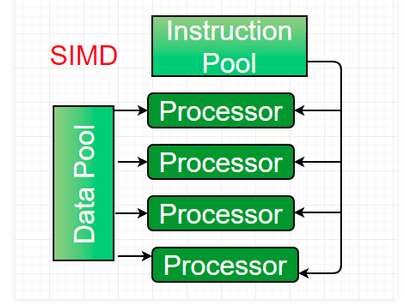 SIMD
Instruction
Pool
Data Pool
Processor
Processor
Processor
Processor